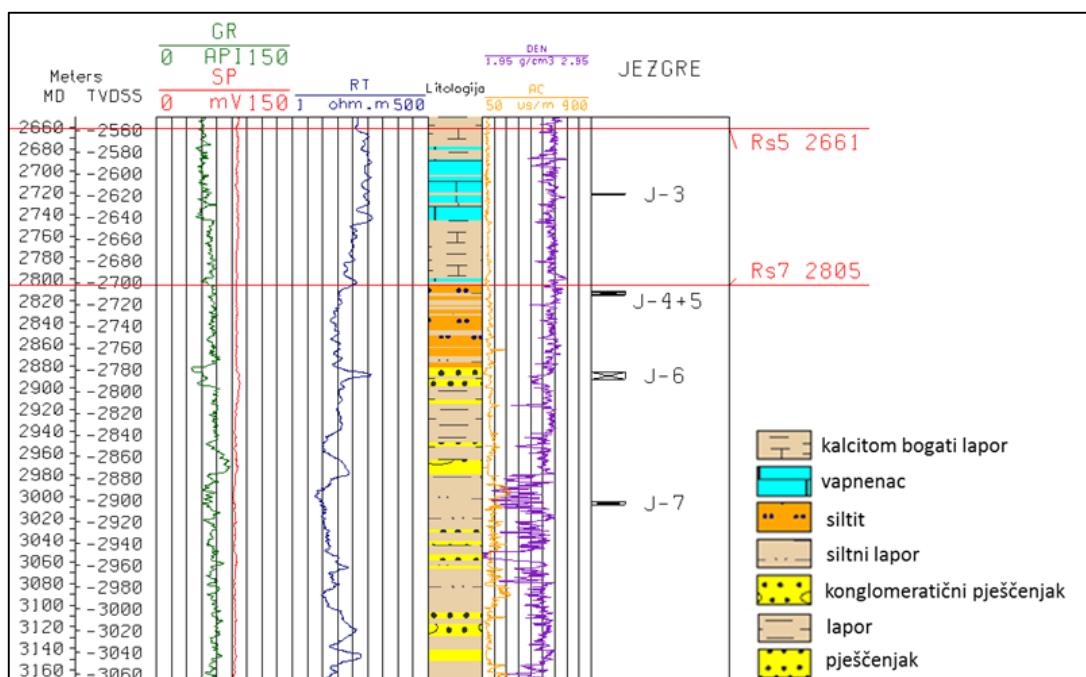 GR
0 API 150
SP
0 mV 150
RT
1 ohm.m 500
Litologija
DEN
1.95 g/cm3 2.95
AC
50 us/m 900
JEZGRE
Meters
MD TVDSS
2660 -2560
2680 -2580
2700 -2600
2720 -2620
2740 -2640
2760 -2660
2780 -2680
2800 -2700
2820 -2720
2840 -2740
2860 -2760
2880 -2780
2900 -2800
2920 -2820
2940 -2840
2960 -2860
2980 -2880
3000 -2900
3020 -2920
3040 -2940
3060 -2960
3080 -2980
3100 -3000
3120 -3020
3140 -3040
3160 -3060
Rs5 2661
J-3
Rs7 2805
J-4+5
J-6
J-7
kalcitom bogati lapor
vapnenac
siltit
siltni lapor
konglomeratični pješčenjak
lapor
pješčenjak